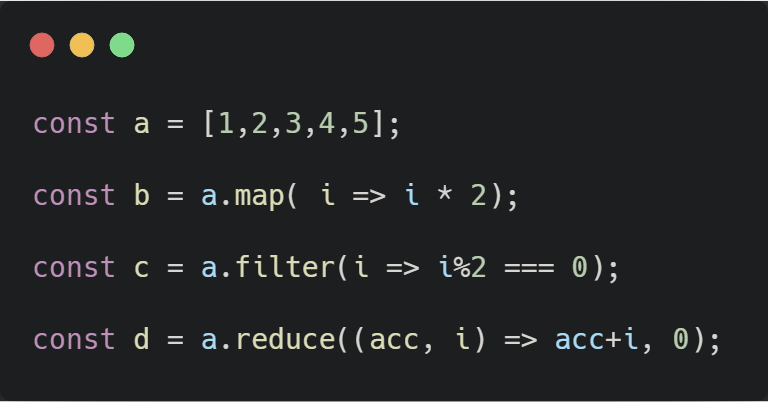 const a = [1,2,3,4,5];
const b = a.map( i => i * 2);
const c = a.filter(i => i%2 === 0);
const d = a.reduce((acc, i) => acc+i, 0);